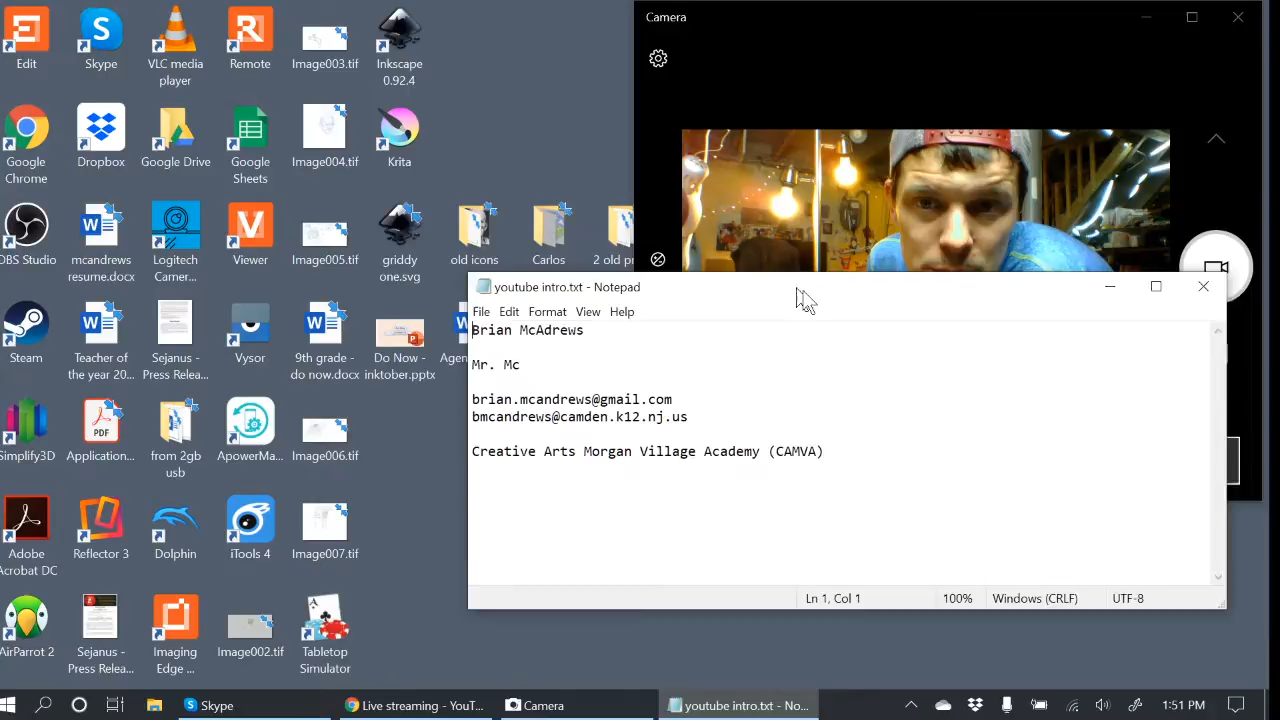 Camera
Edit
Skype
VLC media
player
Remote
Image003.tif
Inkscape
0.92.4
Google
Chrome
Dropbox
Google Drive
Google
Sheets
Image004.tif
Krita
OBS Studio
mcandrews
resume.docx
Logitech
Camer...
Viewer
Image005.tif
griddy
one.svg
old icons
Carlos
2 old pr
Steam
Teacher of
the year 20...
Sejanus -
Press Relea...
Vysor
9th grade -
do now.docx
Do Now -
inktober.pptx
Agen
Simplify3D
Application...
from 2gb
usb
ApowerMa...
Image006.tif
Adobe
Acrobat DC
Reflector 3
Dolphin
iTools 4
Image007.tif
AirParrot 2
Sejanus -
Press Relea...
Imaging
Edge ...
Image002.tif
Tabletop
Simulator
youtube intro.txt - Notepad
File Edit Format View Help
Brian McAdrews
Mr. Mc
brian.mcandrews@gmail.com
bmcandrews@camden.k12.nj.us
Creative Arts Morgan Village Academy (CAMVA)
Ln 1, Col 1 100% Windows (CRLF) UTF-8
Skype
Live streaming - YouT...
Camera
youtube intro.txt - No...
1:51 PM